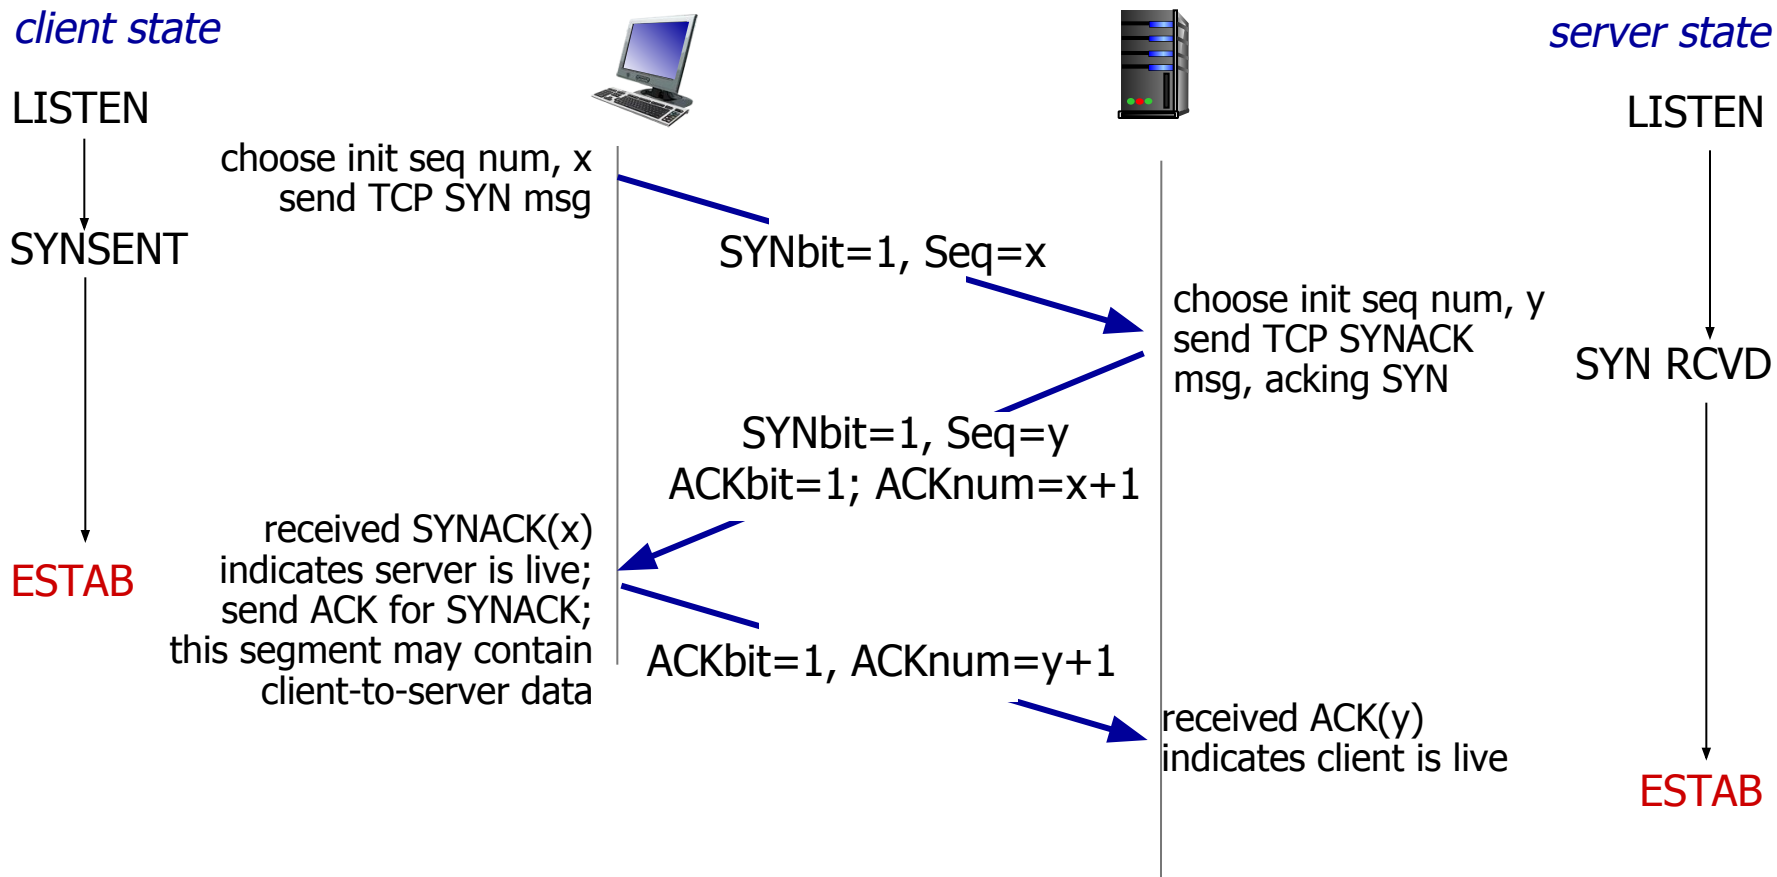 client state
server state
LISTEN
LISTEN
choose init seq num, x
send TCP SYN msg
SYNSENT
SYNbit=1, Seq=x
choose init seq num, y
send TCP SYNACK
msg, acking SYN
SYN RCVD
SYNbit=1, Seq=y
ACKbit=1; ACKnum=x+1
received SYNACK(x)
indicates server is live;
send ACK for SYNACK;
this segment may contain
client-to-server data
ESTAB
ACKbit=1, ACKnum=y+1
received ACK(y)
indicates client is live
ESTAB